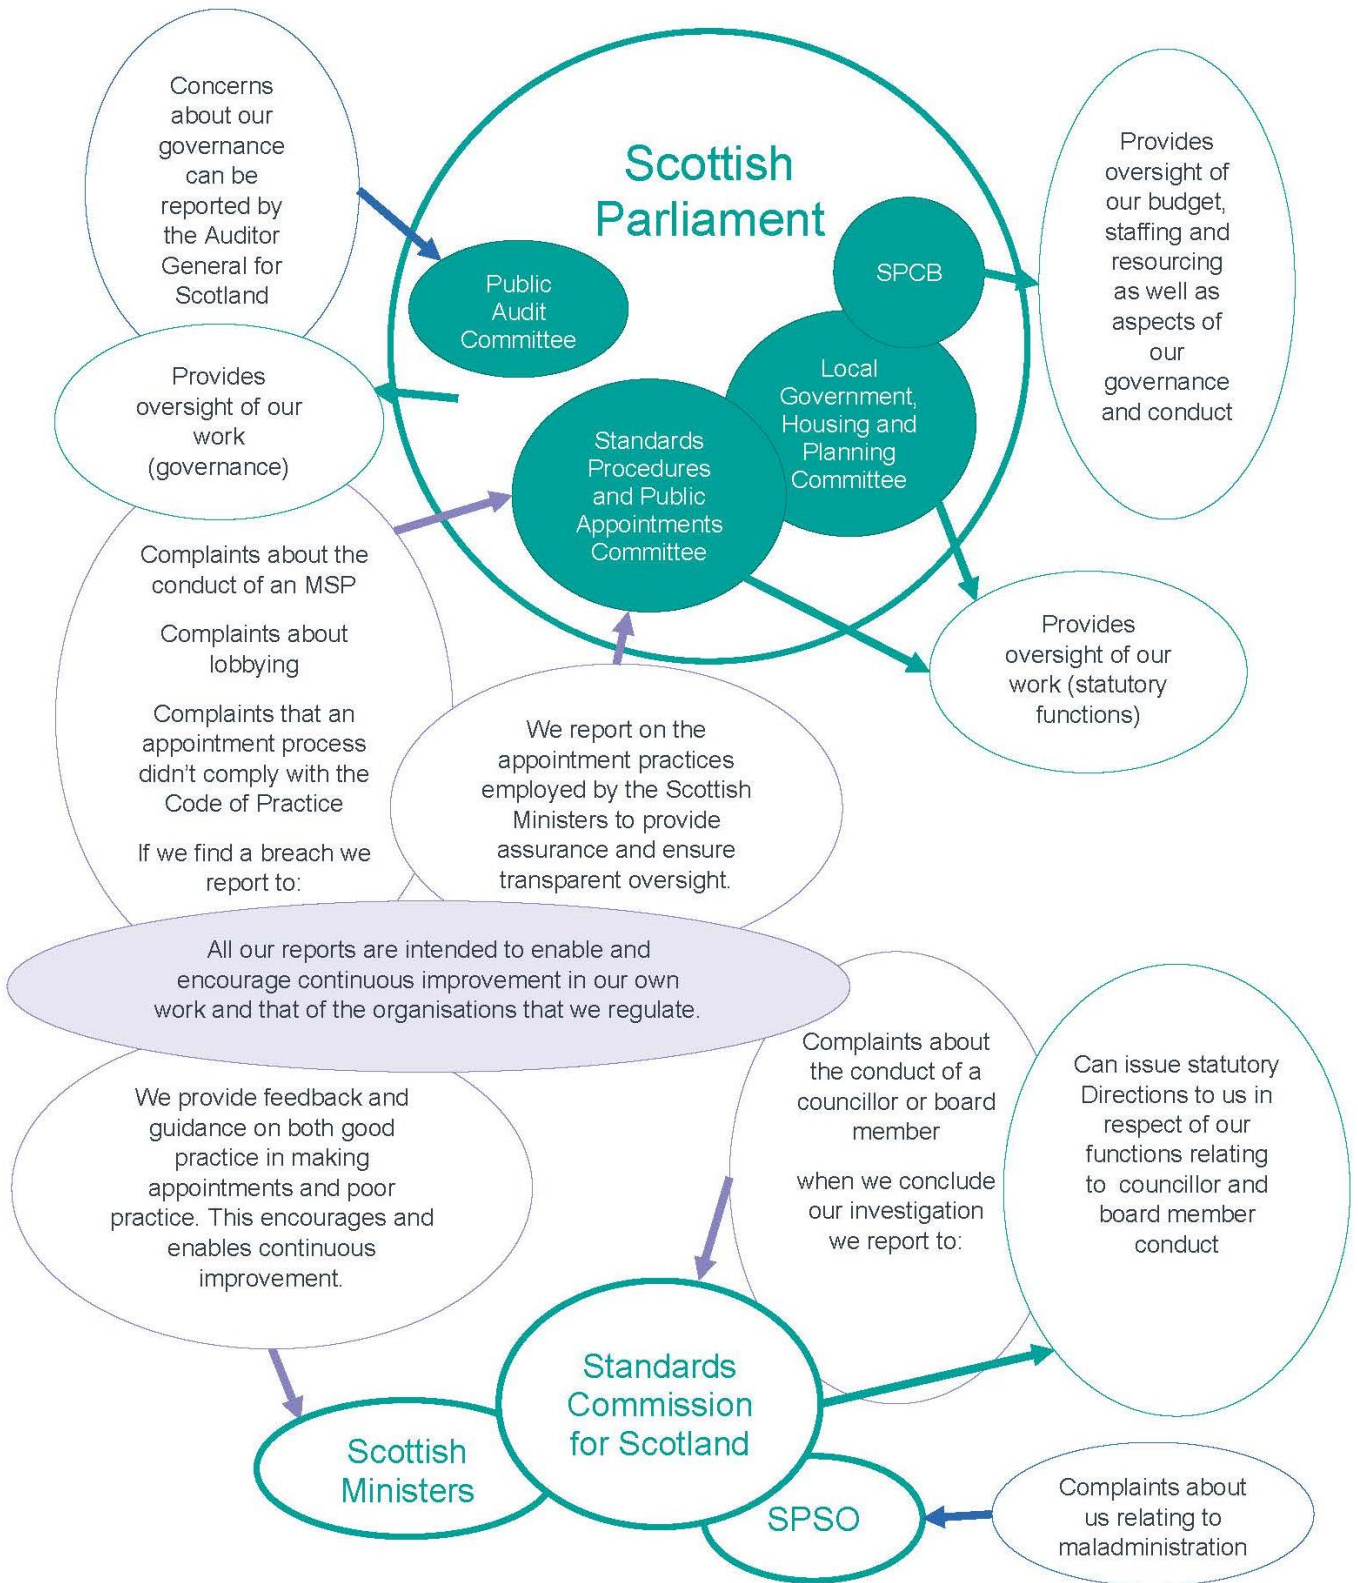 Concerns
about our
governance
can be
reported by
the Auditor
General for
Scotland
Scottish
Parliament
Public
Audit
Committee
SPCB
Provides
oversight of
our budget,
staffing and
resourcing
as well as
aspects of
our
governance
and conduct
Provides
oversight of our
work
(governance)
Local
Government,
Housing and
Planning
Committee
Standards
Procedures
and Public
Appointments
Committee
Complaints about the
conduct of an MSP
Complaints about
lobbying
Complaints that an
appointment process
didn’t comply with the
Code of Practice
If we find a breach we
report to:
We report on the
appointment practices
employed by the Scottish
Ministers to provide
assurance and ensure
transparent oversight.
Provides
oversight of our
work (statutory
functions)
All our reports are intended to enable and
encourage continuous improvement in our own
work and that of the organisations that we regulate.
We provide feedback and
guidance on both good
practice in making
appointments and poor
practice. This encourages and
enables continuous
improvement.
Complaints about
the conduct of a
councillor or board
member
when we conclude
our investigation
we report to:
Can issue statutory
Directions to us in
respect of our
functions relating
to councillor and
board member
conduct
Standards
Commission
for Scotland
Scottish
Ministers
SPSO
Complaints about
us relating to
maladministration